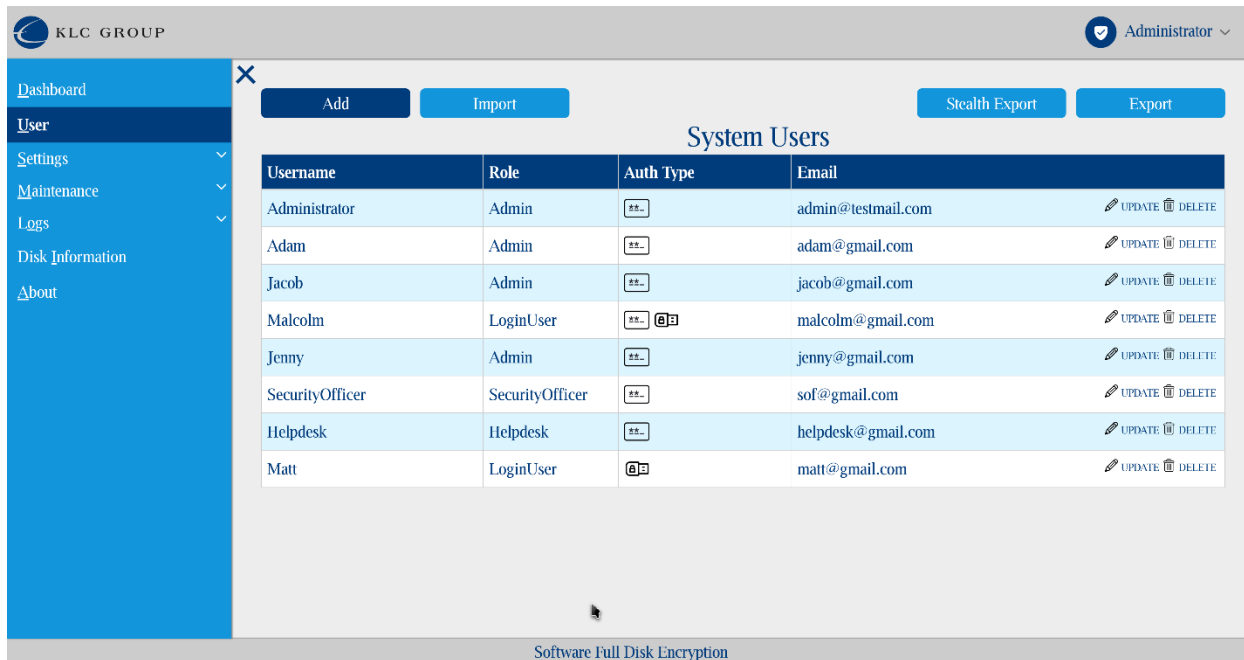 KLC GROUP
Administrator
Dashboard
User
Settings
Maintenance
Logs
Disk Information
About
Add Import Stealth Export Export
System Users
Username Role Auth Type Email
Administrator Admin **_ admin@testmail.com UPDATE DELETE
Adam Admin **_ adam@gmail.com UPDATE DELETE
Jacob Admin **_ jacob@gmail.com UPDATE DELETE
Malcolm LoginUser **_ malcolm@gmail.com UPDATE DELETE
Jenny Admin **_ jenny@gmail.com UPDATE DELETE
SecurityOfficer SecurityOfficer **_ sof@gmail.com UPDATE DELETE
Helpdesk Helpdesk **_ helpdesk@gmail.com UPDATE DELETE
Matt LoginUser matt@gmail.com UPDATE DELETE
Software Full Disk Encryption